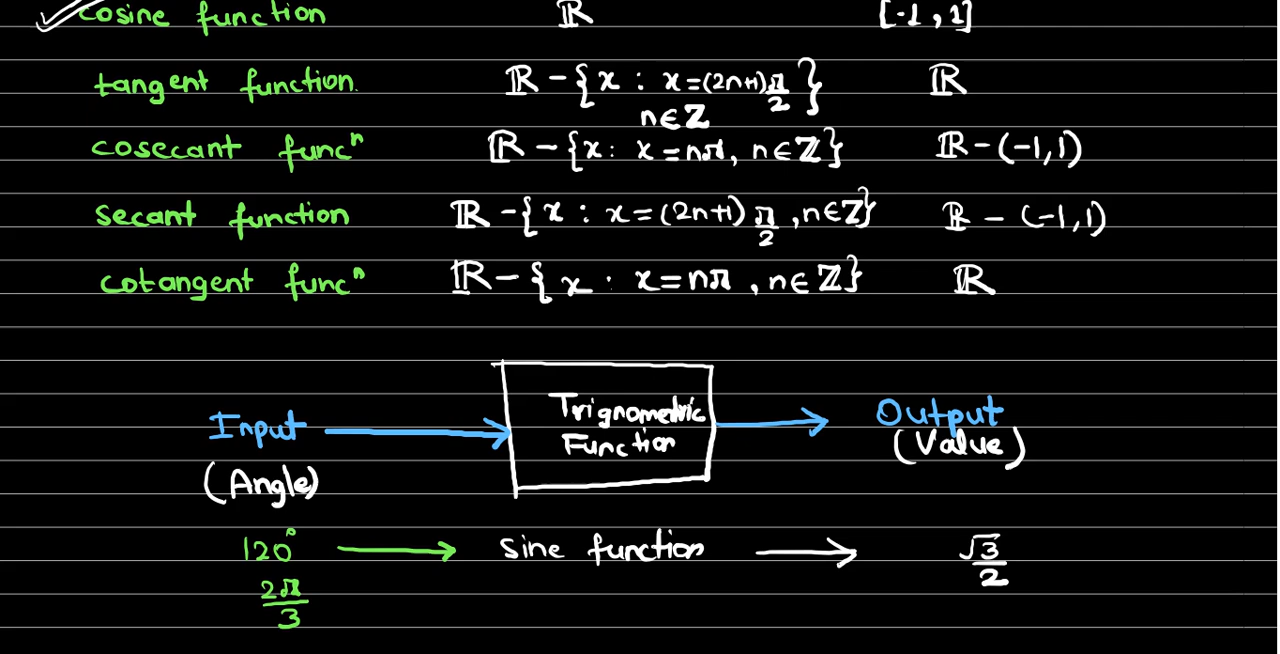 cosine function ℝ [-1, 1]
tangent function. ℝ - {x : x = (2n+1)π/2} ℝ
n∈ℤ
cosecant funcⁿ ℝ - {x : x = nπ, n∈ℤ} ℝ - (-1, 1)
secant function ℝ - {x : x = (2n+1) π/2, n∈ℤ} ℝ - (-1, 1)
cotangent funcⁿ ℝ - {x : x = nπ, n∈ℤ} ℝ
Input → Trignometric Function → Output
(Angle) (Value)
120° → sine function → √3/2
2π/3